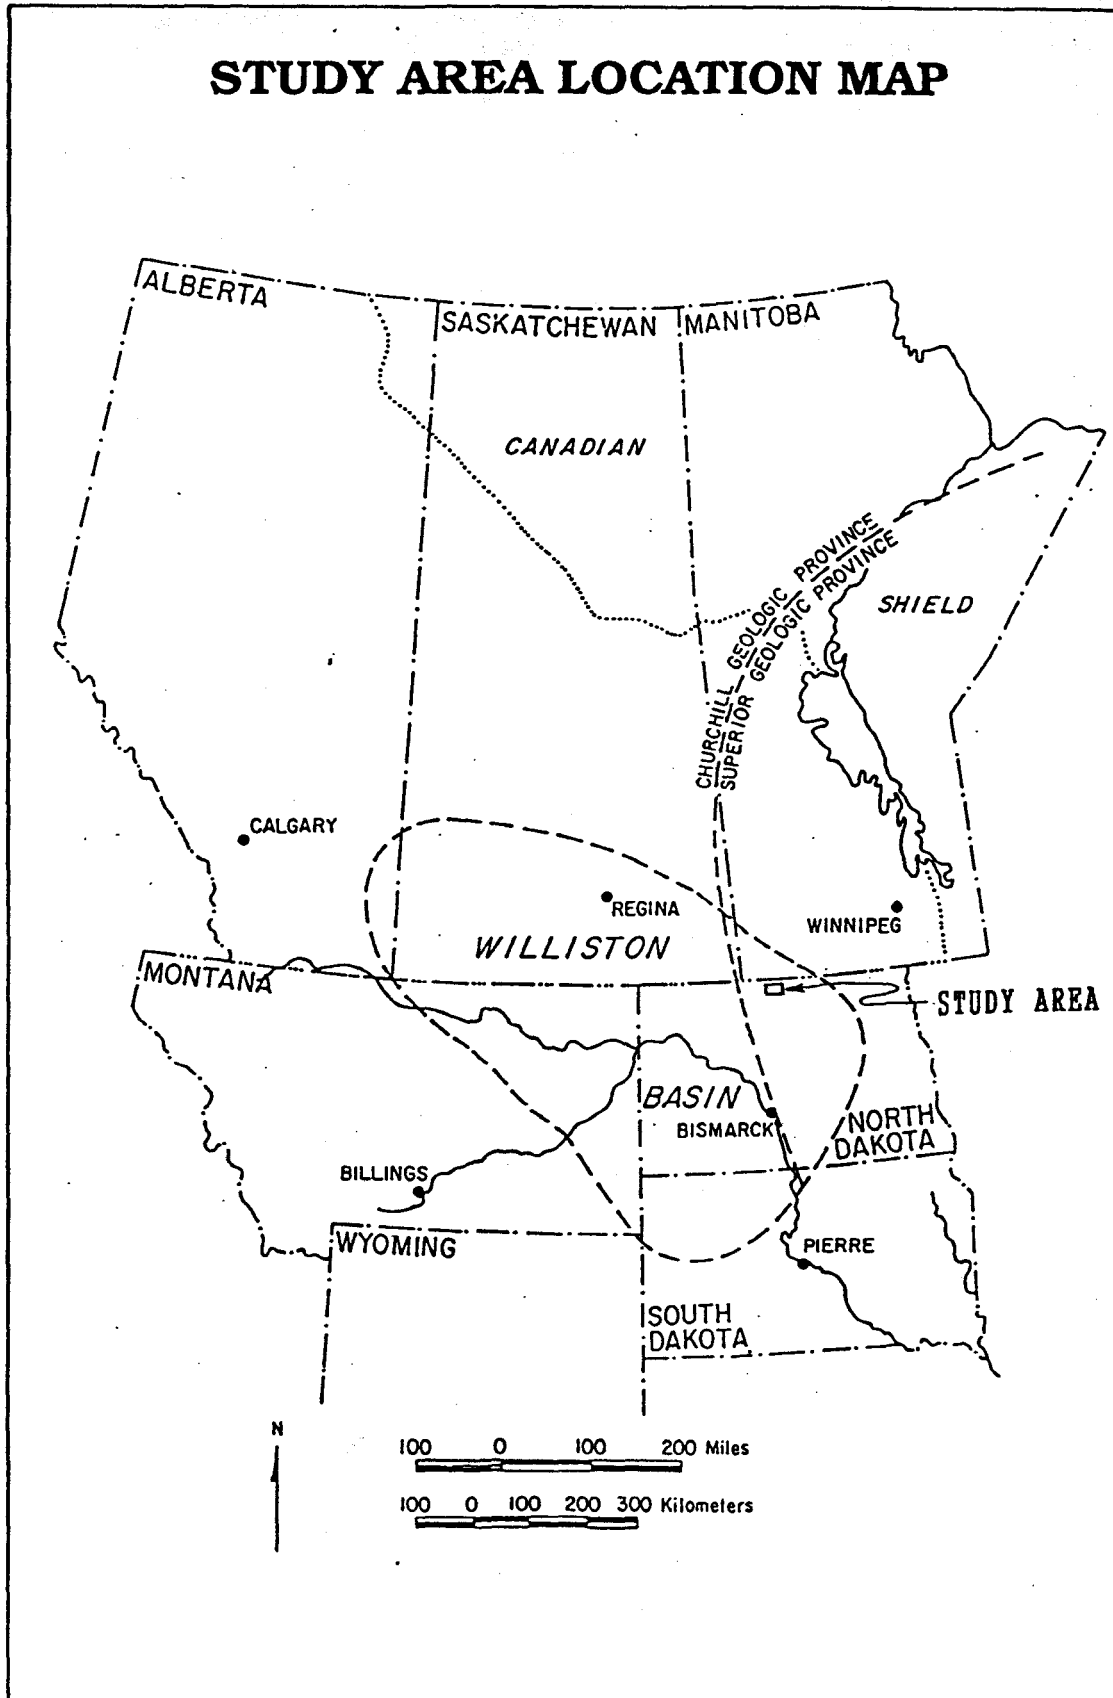 STUDY AREA LOCATION MAP
ALBERTA
SASKATCHEWAN
MANITOBA
CANADIAN
CHURCHILL GEOLOGIC PROVINCE
SUPERIOR GEOLOGIC PROVINCE
SHIELD
CALGARY
REGINA
WINNIPEG
WILLISTON
MONTANA
STUDY AREA
BASIN
BISMARCK
NORTH
DAKOTA
BILLINGS
WYOMING
PIERRE
SOUTH
DAKOTA
N
100 0 100 200 Miles
100 0 100 200 300 Kilometers